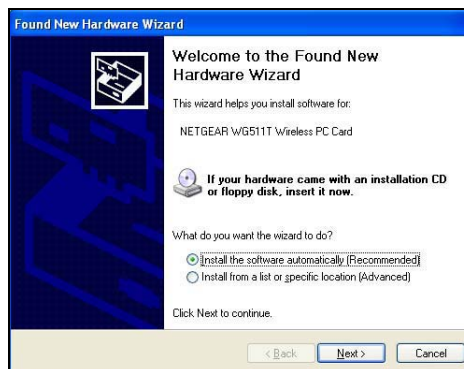 Found New Hardware Wizard
Welcome to the Found New
Hardware Wizard
This wizard helps you install software for:
NETGEAR WG511T Wireless PC Card
If your hardware came with an installation CD
or floppy disk, insert it now.
What do you want the wizard to do?
Install the software automatically (Recommended)
Install from a list or specific location (Advanced)
Click Next to continue.
< Back
Next >
Cancel